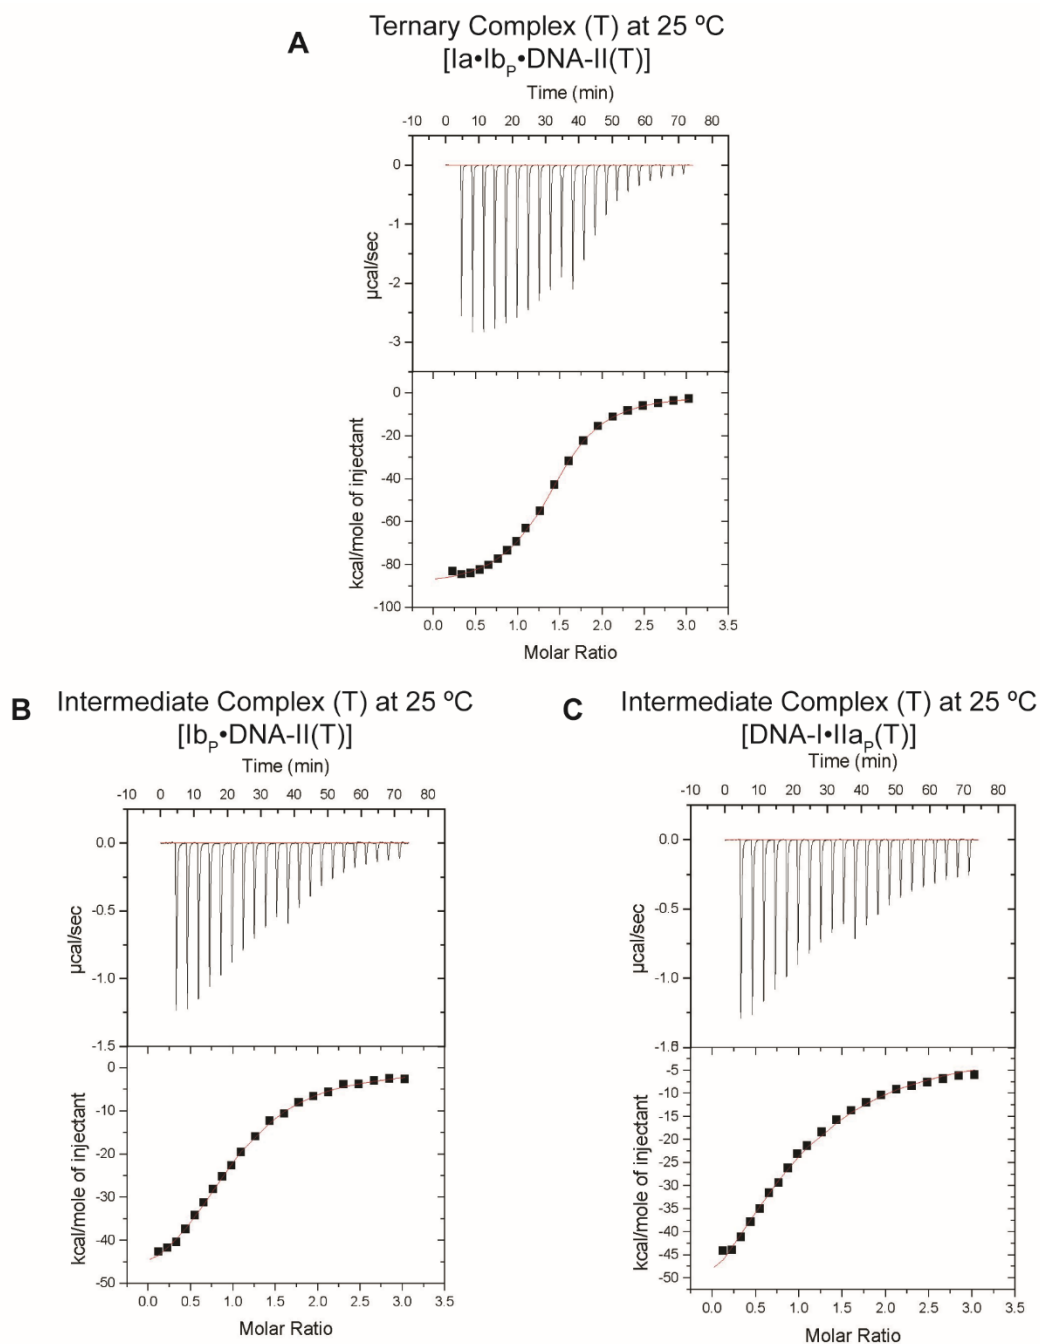 A
Ternary Complex (T) at 25 ºC
[Ia•Ib_P•DNA-II(T)]
Time (min)
-10 0 10 20 30 40 50 60 70 80
0
-1
-2
-3
µcal/sec
0
-20
-40
-60
-80
-100
kcal/mole of injectant
0.0 0.5 1.0 1.5 2.0 2.5 3.0 3.5
Molar Ratio
B
Intermediate Complex (T) at 25 ºC
[Ib_P•DNA-II(T)]
Time (min)
-10 0 10 20 30 40 50 60 70 80
0.0
-0.5
-1.0
-1.5
µcal/sec
0
-10
-20
-30
-40
-50
kcal/mole of injectant
0.0 0.5 1.0 1.5 2.0 2.5 3.0 3.5
Molar Ratio
C
Intermediate Complex (T) at 25 ºC
[DNA-I•IIa_P(T)]
Time (min)
-10 0 10 20 30 40 50 60 70 80
0.0
-0.5
-1.0
µcal/sec
-5
-10
-15
-20
-25
-30
-35
-40
-45
-50
kcal/mole of injectant
0.0 0.5 1.0 1.5 2.0 2.5 3.0 3.5
Molar Ratio